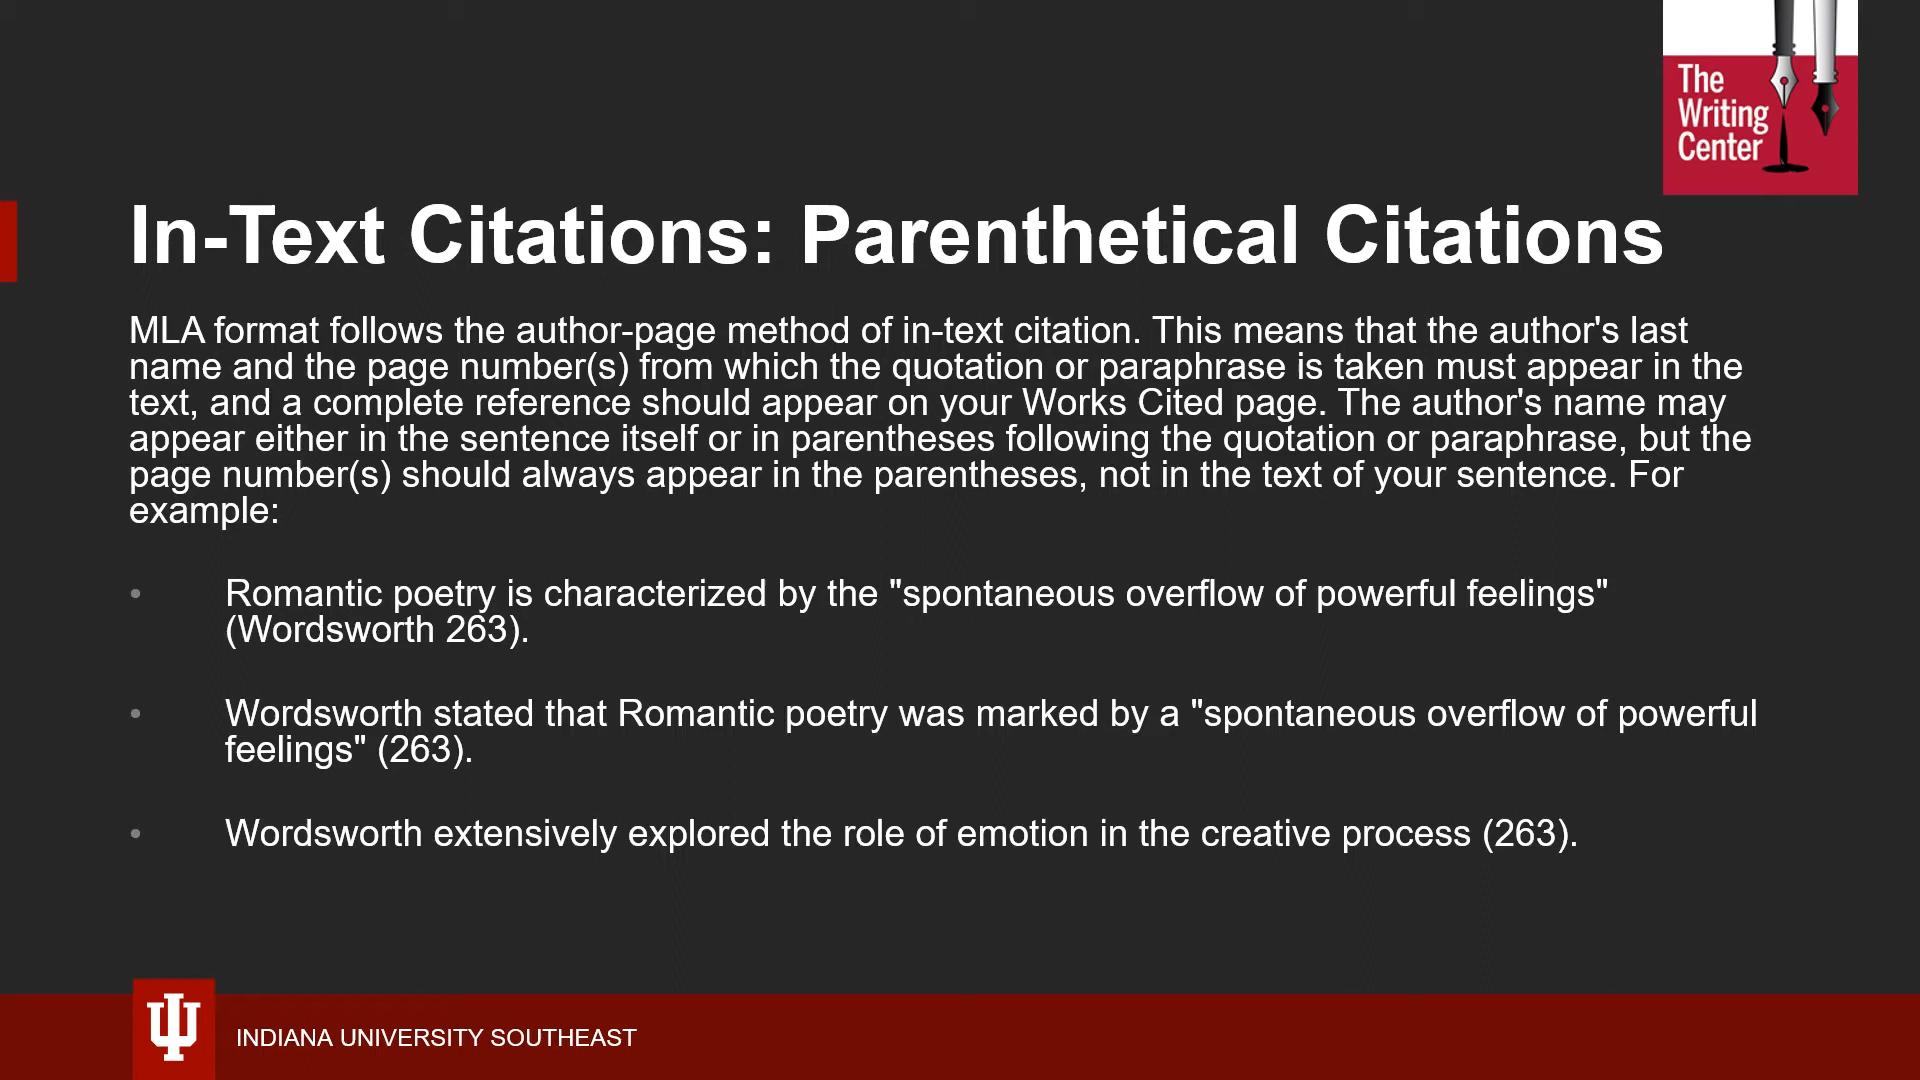 The
Writing
Center
In-Text Citations: Parenthetical Citations
MLA format follows the author-page method of in-text citation. This means that the author's last
name and the page number(s) from which the quotation or paraphrase is taken must appear in the
text, and a complete reference should appear on your Works Cited page. The author's name may
appear either in the sentence itself or in parentheses following the quotation or paraphrase, but the
page number(s) should always appear in the parentheses, not in the text of your sentence. For
example:
• Romantic poetry is characterized by the "spontaneous overflow of powerful feelings"
(Wordsworth 263).
• Wordsworth stated that Romantic poetry was marked by a "spontaneous overflow of powerful
feelings" (263).
• Wordsworth extensively explored the role of emotion in the creative process (263).
INDIANA UNIVERSITY SOUTHEAST